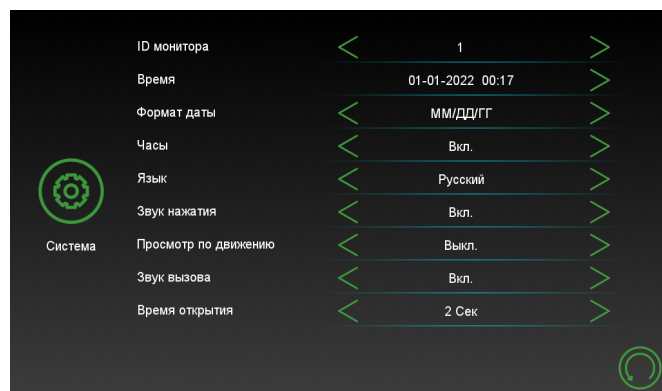 ID монитора 1
Время 01-01-2022 00:17
Формат даты ММ/ДД/ГГ
Часы Вкл.
Язык Русский
Звук нажатия Вкл.
Система
Просмотр по движению Выкл.
Звук вызова Вкл.
Время открытия 2 Сек